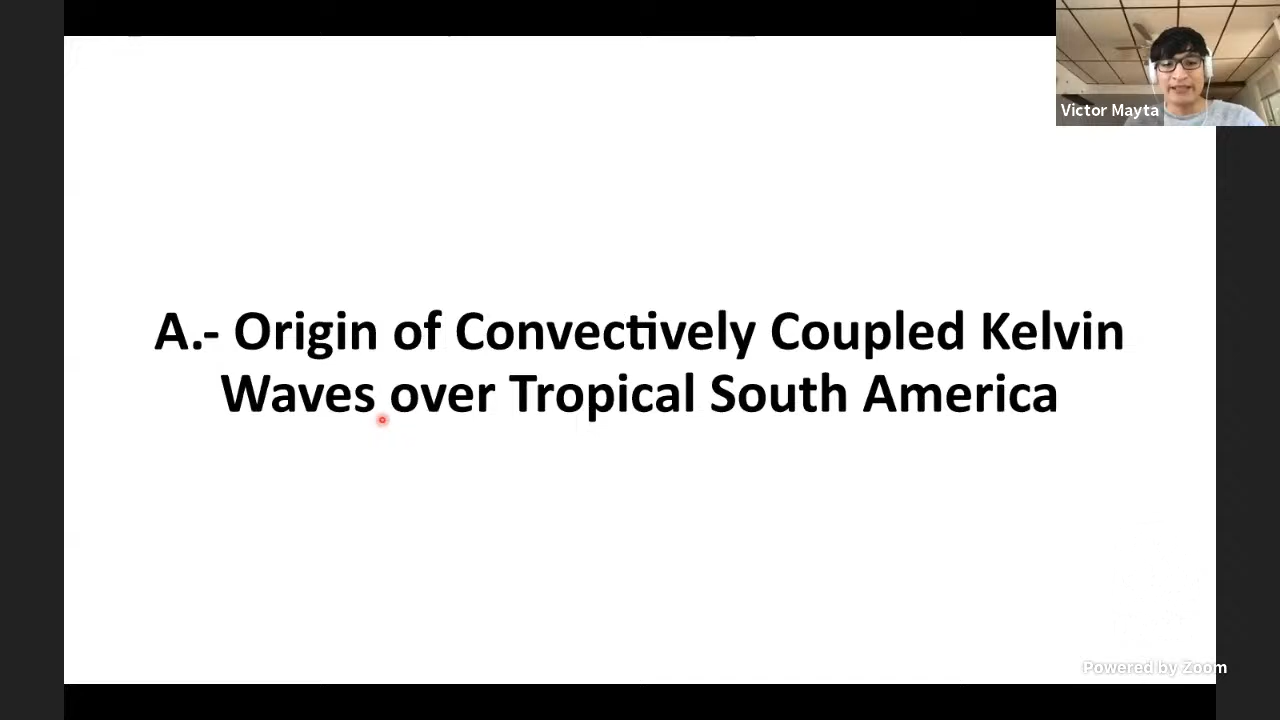 Victor Mayta
A.- Origin of Convectively Coupled Kelvin
Waves over Tropical South America
Powered by Zoom